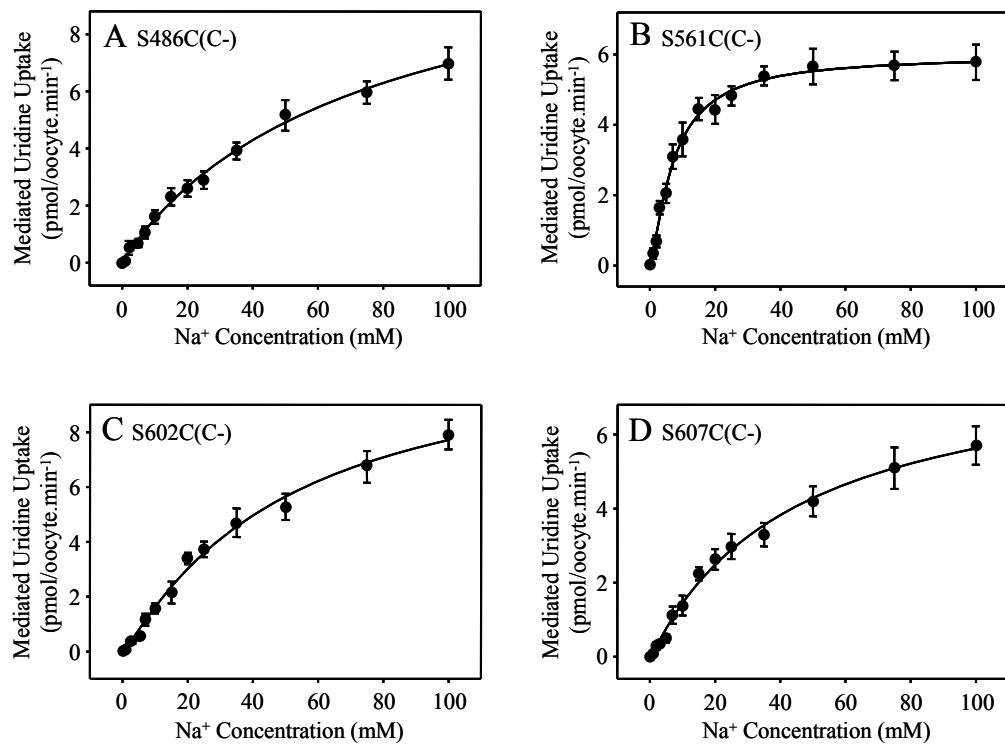 A S486C(C-)
Mediated Uridine Uptake
(pmol/oocyte.min⁻¹)
8
6
4
2
0
0 20 40 60 80 100
Na⁺ Concentration (mM)
B S561C(C-)
Mediated Uridine Uptake
(pmol/oocyte.min⁻¹)
6
4
2
0
0 20 40 60 80 100
Na⁺ Concentration (mM)
C S602C(C-)
Mediated Uridine Uptake
(pmol/oocyte.min⁻¹)
8
6
4
2
0
0 20 40 60 80 100
Na⁺ Concentration (mM)
D S607C(C-)
Mediated Uridine Uptake
(pmol/oocyte.min⁻¹)
6
4
2
0
0 20 40 60 80 100
Na⁺ Concentration (mM)